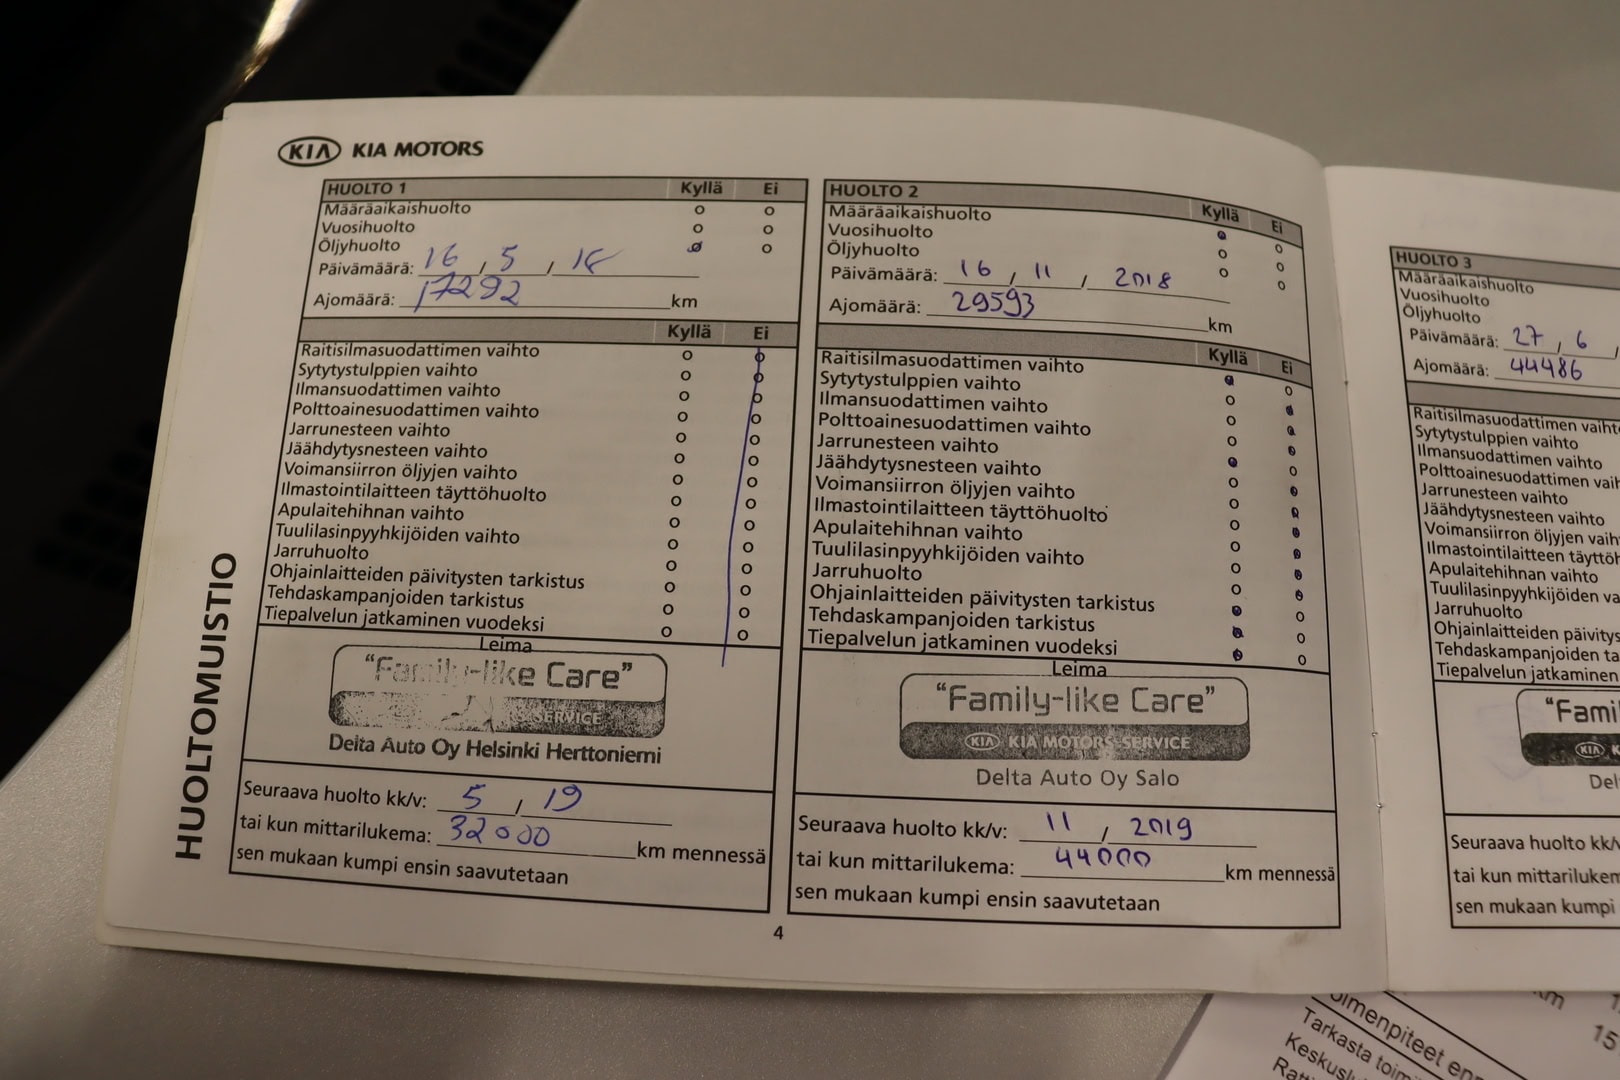 KIA KIA MOTORS
HUOLTOMUISTIO
HUOLTO 1 Kyllä Ei
Määräaikaishuolto
Vuosihuolto
Öljyhuolto
Päivämäärä: 16 / 5 / 18
Ajomäärä: 17292 km
Kyllä Ei
Raitisilmasuodattimen vaihto
Sytytystulppien vaihto
Ilmansuodattimen vaihto
Polttoainesuodattimen vaihto
Jarrunesteen vaihto
Jäähdytysnesteen vaihto
Voimansiirron öljyjen vaihto
Ilmastointilaitteen täyttöhuolto
Apulaitehihnan vaihto
Tuulilasinpyyhkijöiden vaihto
Jarruhuolto
Ohjainlaitteiden päivitysten tarkistus
Tehdaskampanjoiden tarkistus
Tiepalvelun jatkaminen vuodeksi
Leima
"Family-like Care"
SERVICE
Delta Auto Oy Helsinki Herttoniemi
Seuraava huolto kk/v: 5 / 19
tai kun mittarilukema: 32000 km mennessä
sen mukaan kumpi ensin saavutetaan
HUOLTO 2 Kyllä Ei
Määräaikaishuolto
Vuosihuolto
Öljyhuolto
Päivämäärä: 16 / 11 / 2018
Ajomäärä: 29593 km
Kyllä Ei
Raitisilmasuodattimen vaihto
Sytytystulppien vaihto
Ilmansuodattimen vaihto
Polttoainesuodattimen vaihto
Jarrunesteen vaihto
Jäähdytysnesteen vaihto
Voimansiirron öljyjen vaihto
Ilmastointilaitteen täyttöhuolto
Apulaitehihnan vaihto
Tuulilasinpyyhkijöiden vaihto
Jarruhuolto
Ohjainlaitteiden päivitysten tarkistus
Tehdaskampanjoiden tarkistus
Tiepalvelun jatkaminen vuodeksi
Leima
"Family-like Care"
KIA KIA MOTORS SERVICE
Delta Auto Oy Salo
Seuraava huolto kk/v: 11 / 2019
tai kun mittarilukema: 44000 km mennessä
sen mukaan kumpi ensin saavutetaan
4
HUOLTO 3
Määräaikaishuolto
Vuosihuolto
Öljyhuolto
Päivämäärä: 27 / 6 /
Ajomäärä: 44486
Raitisilmasuodattimen vaihto
Sytytystulppien vaihto
Ilmansuodattimen vaihto
Polttoainesuodattimen vaih
Jarrunesteen vaihto
Jäähdytysnesteen vaihto
Voimansiirron öljyjen vaih
Ilmastointilaitteen täyttöh
Apulaitehihnan vaihto
Tuulilasinpyyhkijöiden va
Jarruhuolto
Ohjainlaitteiden päivitys
Tehdaskampanjoiden ta
Tiepalvelun jatkaminen
"Fami
KIA K
Del
Seuraava huolto kk/v
tai kun mittarilukem
sen mukaan kumpi
km
15
Tarkasta toim
Keskuslu